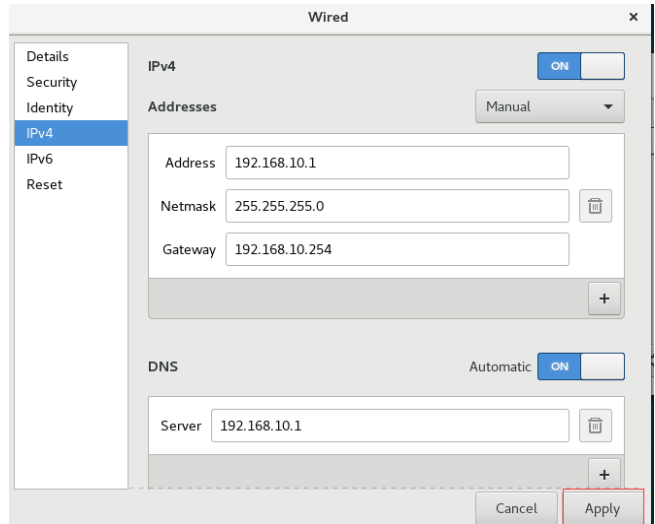 Wired ×
Details
Security
Identity
IPv4
IPv6
Reset
IPv4 ON
Addresses Manual
Address 192.168.10.1
Netmask 255.255.255.0
Gateway 192.168.10.254
+
DNS Automatic ON
Server 192.168.10.1
+
Cancel Apply